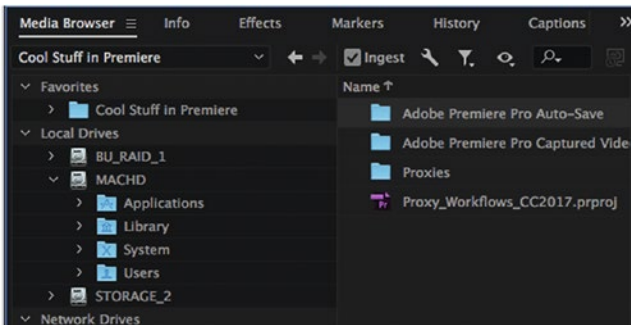 Media Browser Info Effects Markers History Captions
Cool Stuff in Premiere Ingest
Favorites
Cool Stuff in Premiere
Local Drives
BU_RAID_1
MACHD
Applications
Library
System
Users
STORAGE_2
Network Drives
Name
Adobe Premiere Pro Auto-Save
Adobe Premiere Pro Captured Vide
Proxies
Pr Proxy_Workflows_CC2017.prproj